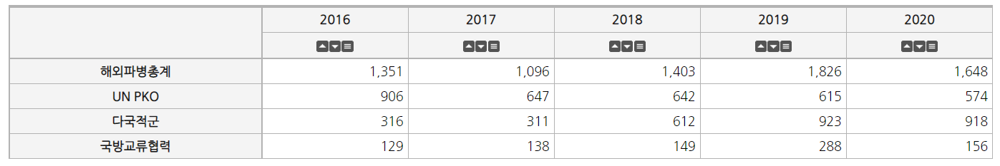 2016 2017 2018 2019 2020
해외파병총계 1,351 1,096 1,403 1,826 1,648
UN PKO 906 647 642 615 574
다국적군 316 311 612 923 918
국방교류협력 129 138 149 288 156